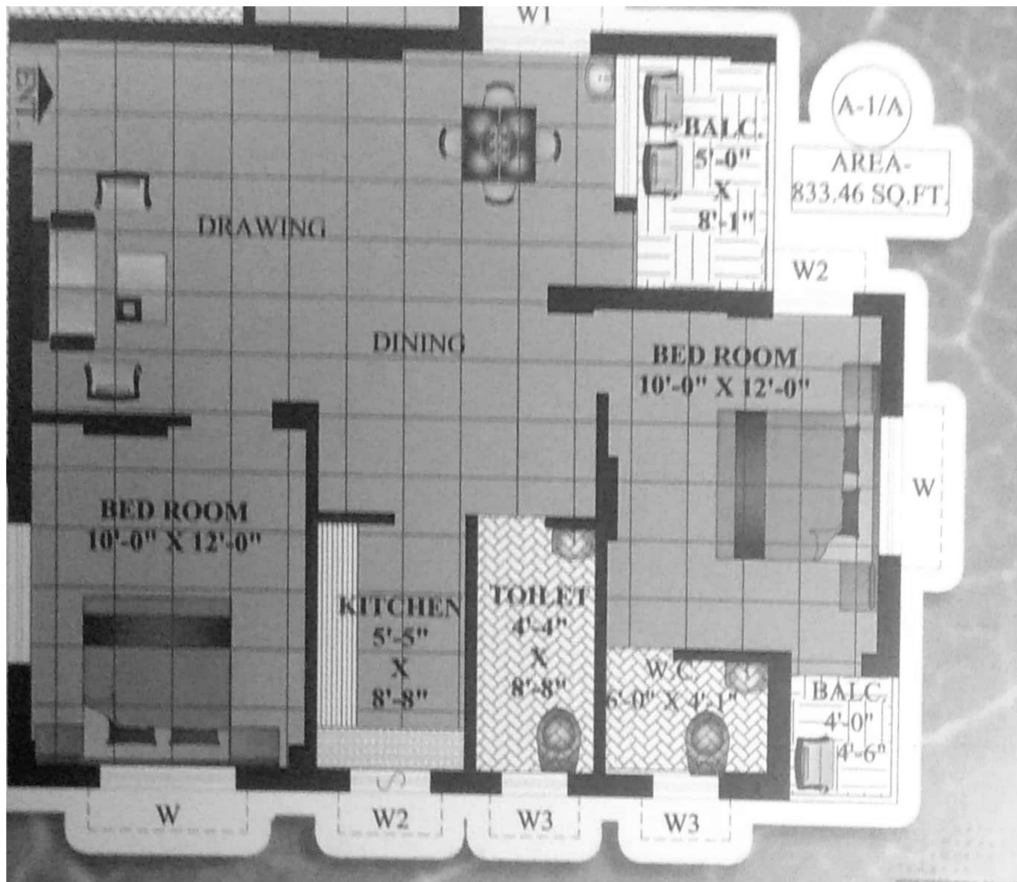 W1
ENT.
A-1/A
AREA-
833.46 SQ.FT.
BALC.
5'-0"
X
8'-1"
DRAWING
W2
DINING
BED ROOM
10'-0" X 12'-0"
W
BED ROOM
10'-0" X 12'-0"
KITCHEN
5'-5"
X
8'-8"
TOILET
4'-4"
X
8'-8"
W.C.
6'-0" X 4'-1"
BALC.
4'-0"
4'-6"
W
W2
W3
W3